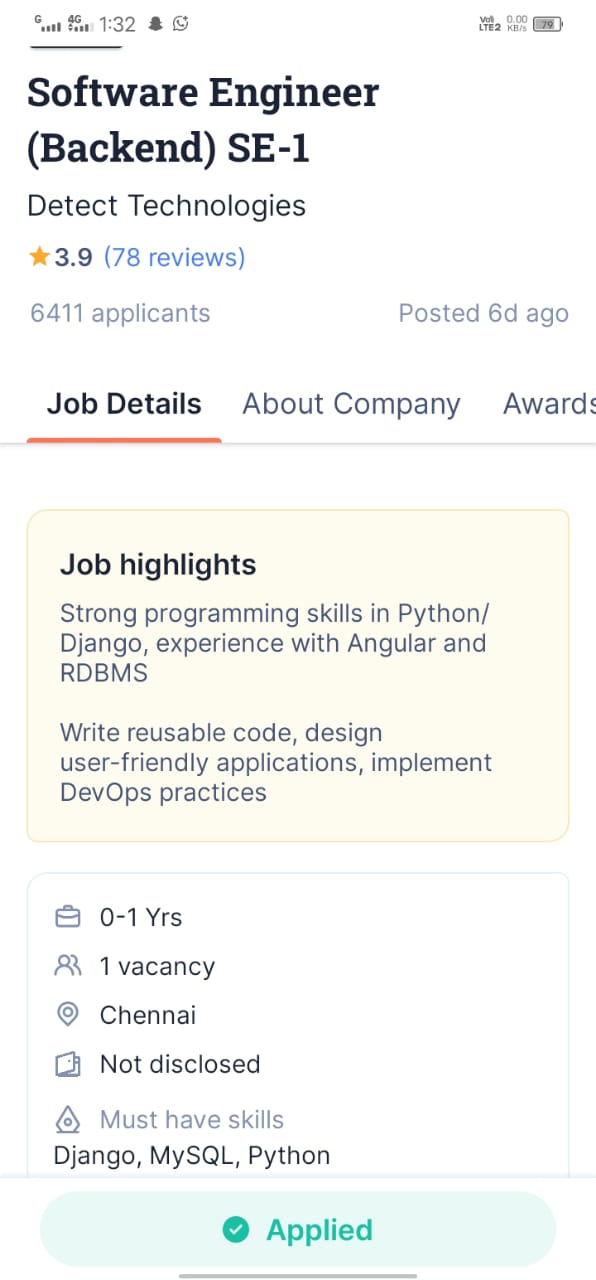 G 4G 1:32 Vol) LTE2 0.00 KB/s 79
Software Engineer
(Backend) SE-1
Detect Technologies
3.9 (78 reviews)
6411 applicants Posted 6d ago
Job Details About Company Awards
Job highlights
Strong programming skills in Python/
Django, experience with Angular and
RDBMS
Write reusable code, design
user-friendly applications, implement
DevOps practices
0-1 Yrs
1 vacancy
Chennai
Not disclosed
Must have skills
Django, MySQL, Python
Applied